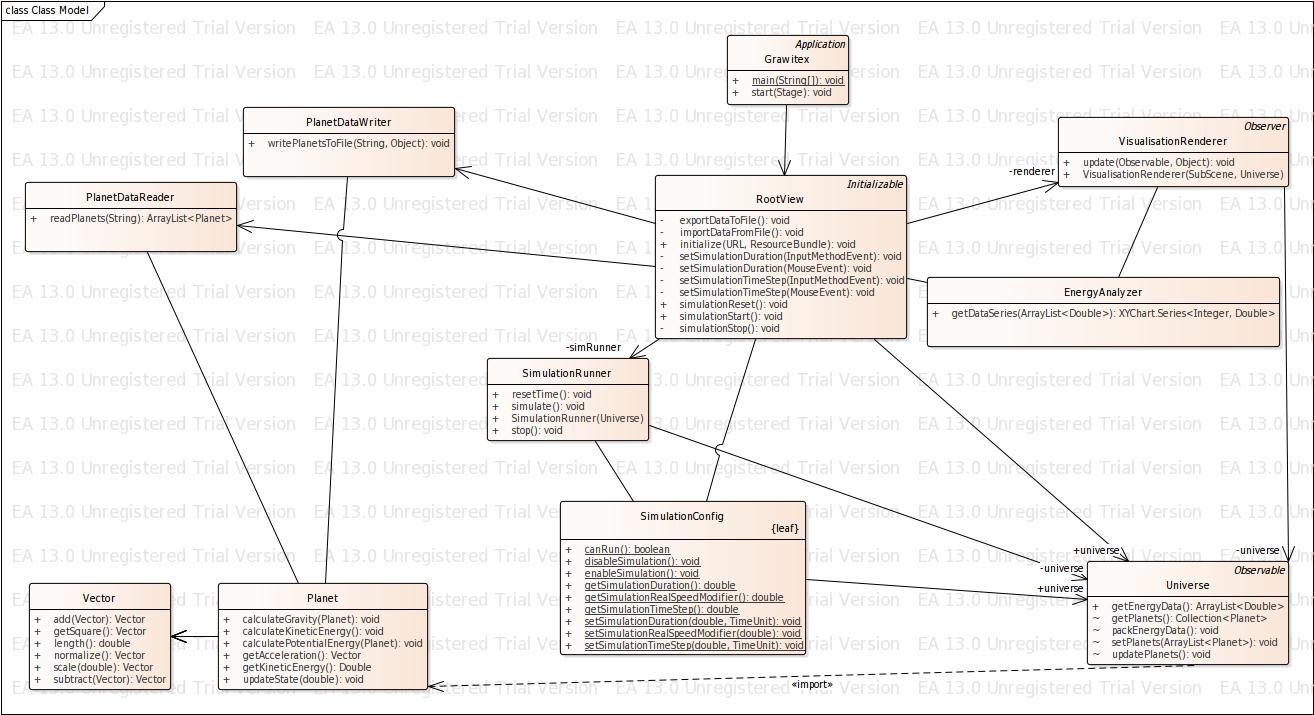 class Class Model
Application
Grawitex
+ main(String[]): void
+ start(Stage): void
PlanetDataWriter
+ writePlanetsToFile(String, Object): void
Observer
VisualisationRenderer
+ update(Observable, Object): void
+ VisualisationRenderer(SubScene, Universe)
PlanetDataReader
+ readPlanets(String): ArrayList<Planet>
-renderer
Initializable
RootView
- exportDataToFile(): void
- importDataFromFile(): void
+ initialize(URL, ResourceBundle): void
- setSimulationDuration(InputMethodEvent): void
- setSimulationDuration(MouseEvent): void
- setSimulationTimeStep(InputMethodEvent): void
- setSimulationTimeStep(MouseEvent): void
+ simulationReset(): void
+ simulationStart(): void
- simulationStop(): void
EnergyAnalyzer
+ getDataSeries(ArrayList<Double>): XYChart.Series<Integer, Double>
-simRunner
SimulationRunner
+ resetTime(): void
+ simulate(): void
+ SimulationRunner(Universe)
+ stop(): void
SimulationConfig
{leaf}
+ canRun(): boolean
+ disableSimulation(): void
+ enableSimulation(): void
+ getSimulationDuration(): double
+ getSimulationRealSpeedModifier(): double
+ getSimulationTimeStep(): double
+ setSimulationDuration(double, TimeUnit): void
+ setSimulationRealSpeedModifier(double): void
+ setSimulationTimeStep(double, TimeUnit): void
+universe
-universe
-universe
+universe
Observable
Universe
+ getEnergyData(): ArrayList<Double>
~ getPlanets(): Collection<Planet>
~ packEnergyData(): void
~ setPlanets(ArrayList<Planet>): void
~ updatePlanets(): void
Vector
+ add(Vector): Vector
+ getSquare(): Vector
+ length(): double
+ normalize(): Vector
+ scale(double): Vector
+ subtract(Vector): Vector
Planet
+ calculateGravity(Planet): void
+ calculateKineticEnergy(): void
+ calculatePotentialEnergy(Planet): void
+ getAcceleration(): Vector
+ getKineticEnergy(): Double
+ updateState(double): void
«import»
EA 13.0 Unregistered Trial Version